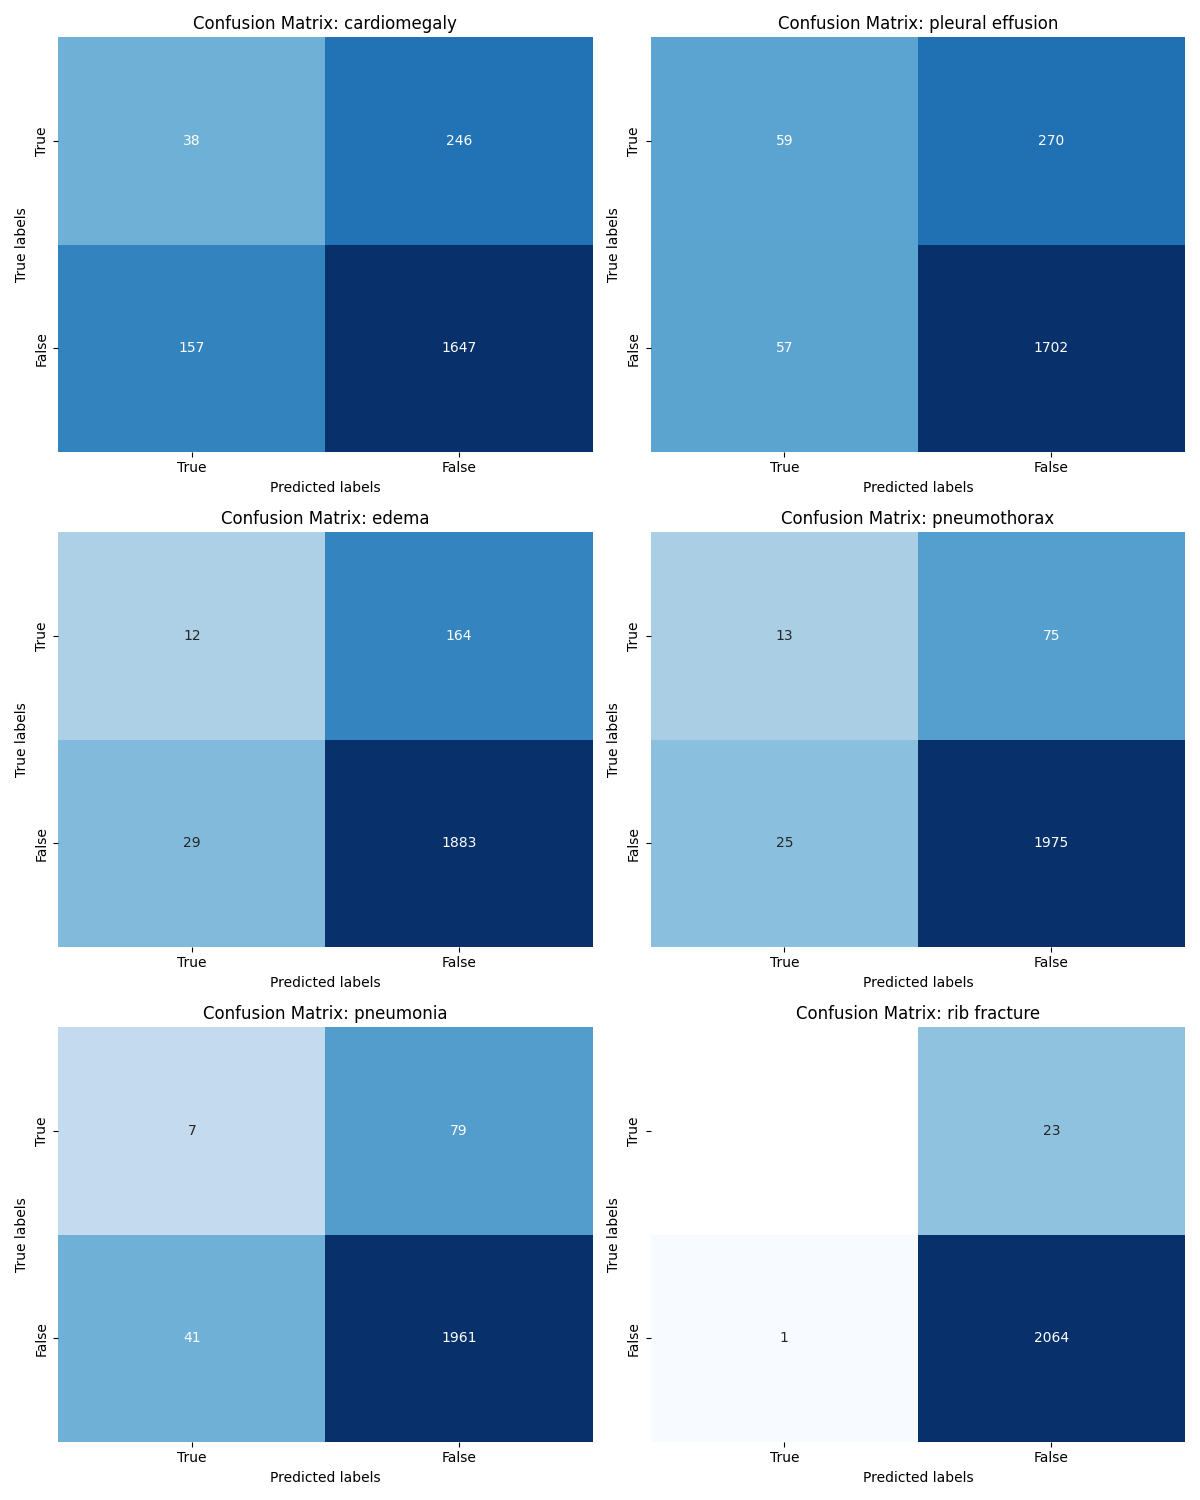 Confusion Matrix: cardiomegaly
True labels
True
38
246
False
157
1647
True
False
Predicted labels
Confusion Matrix: pleural effusion
True labels
True
59
270
False
57
1702
True
False
Predicted labels
Confusion Matrix: edema
True labels
True
12
164
False
29
1883
True
False
Predicted labels
Confusion Matrix: pneumothorax
True labels
True
13
75
False
25
1975
True
False
Predicted labels
Confusion Matrix: pneumonia
True labels
True
7
79
False
41
1961
True
False
Predicted labels
Confusion Matrix: rib fracture
True labels
True
23
False
1
2064
True
False
Predicted labels